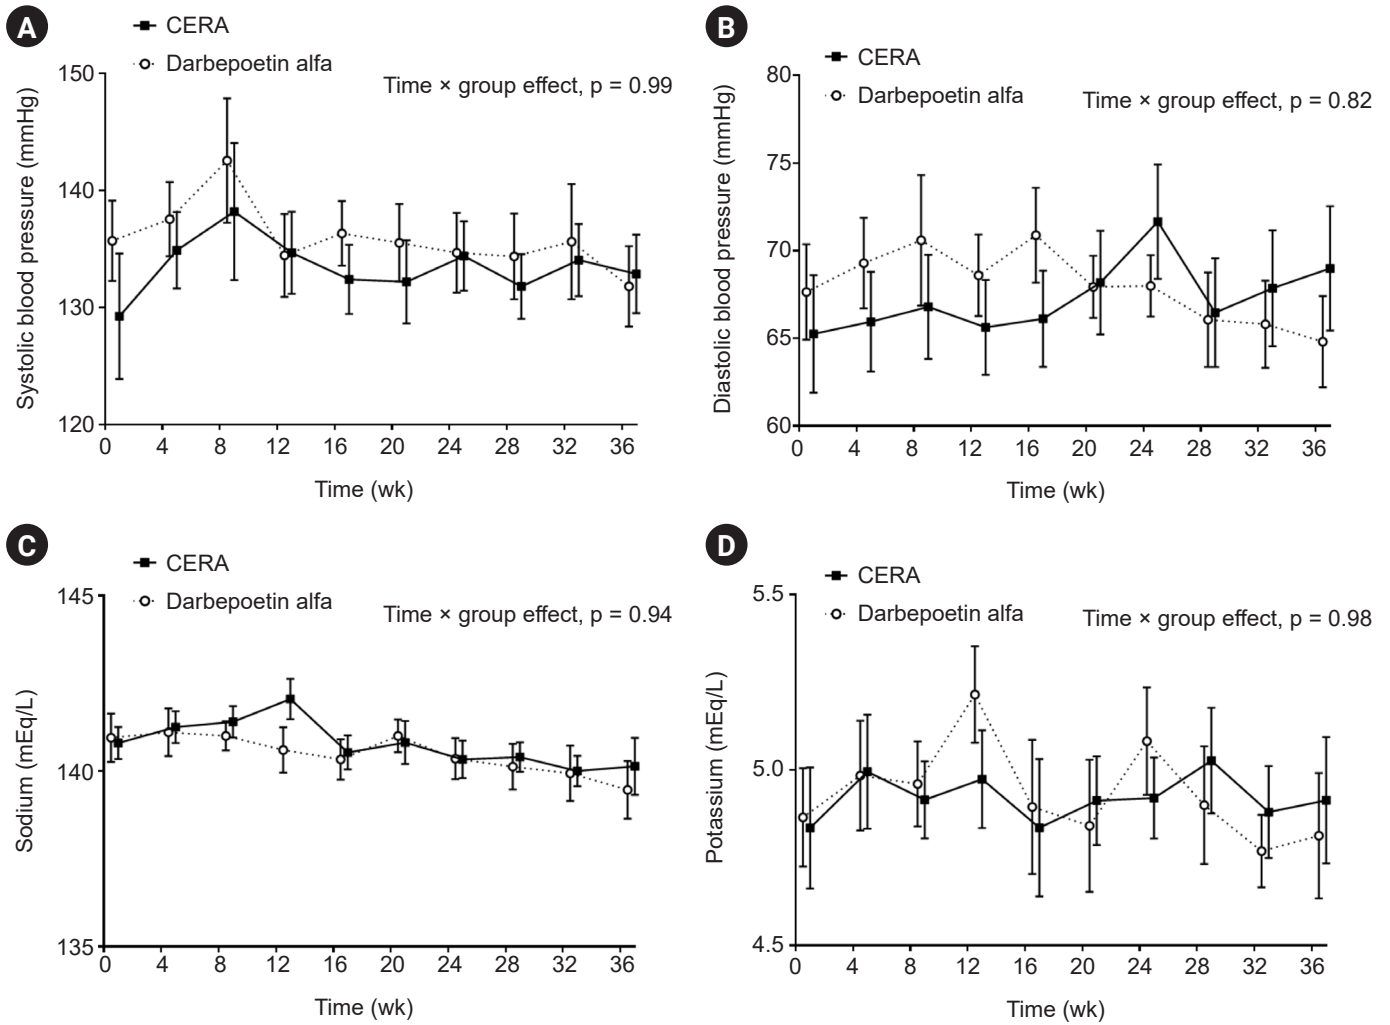 A
CERA
Darbepoetin alfa
Time × group effect, p = 0.99
Systolic blood pressure (mmHg)
150
140
130
120
0 4 8 12 16 20 24 28 32 36
Time (wk)
B
CERA
Darbepoetin alfa
Time × group effect, p = 0.82
Diastolic blood pressure (mmHg)
80
75
70
65
60
0 4 8 12 16 20 24 28 32 36
Time (wk)
C
CERA
Darbepoetin alfa
Time × group effect, p = 0.94
Sodium (mEq/L)
145
140
135
0 4 8 12 16 20 24 28 32 36
Time (wk)
D
CERA
Darbepoetin alfa
Time × group effect, p = 0.98
Potassium (mEq/L)
5.5
5.0
4.5
0 4 8 12 16 20 24 28 32 36
Time (wk)